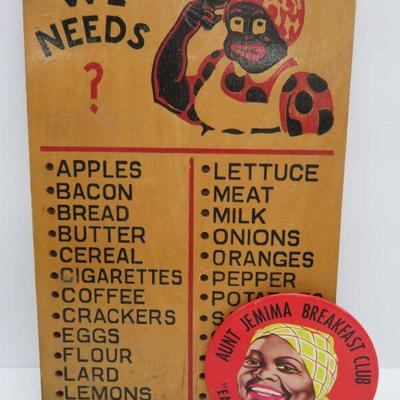 WE
NEEDS
?
APPLES
BACON
BREAD
BUTTER
CEREAL
CIGARETTES
COFFEE
CRACKERS
EGGS
FLOUR
LARD
LEMONS
LETTUCE
MEAT
MILK
ONIONS
ORANGES
PEPPER
AUNT JEMIMA BREAKFAST CLUB